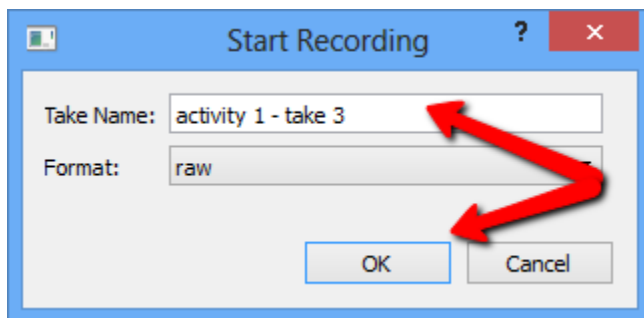 Start Recording ?
Take Name: activity 1 - take 3
Format: raw
OK Cancel